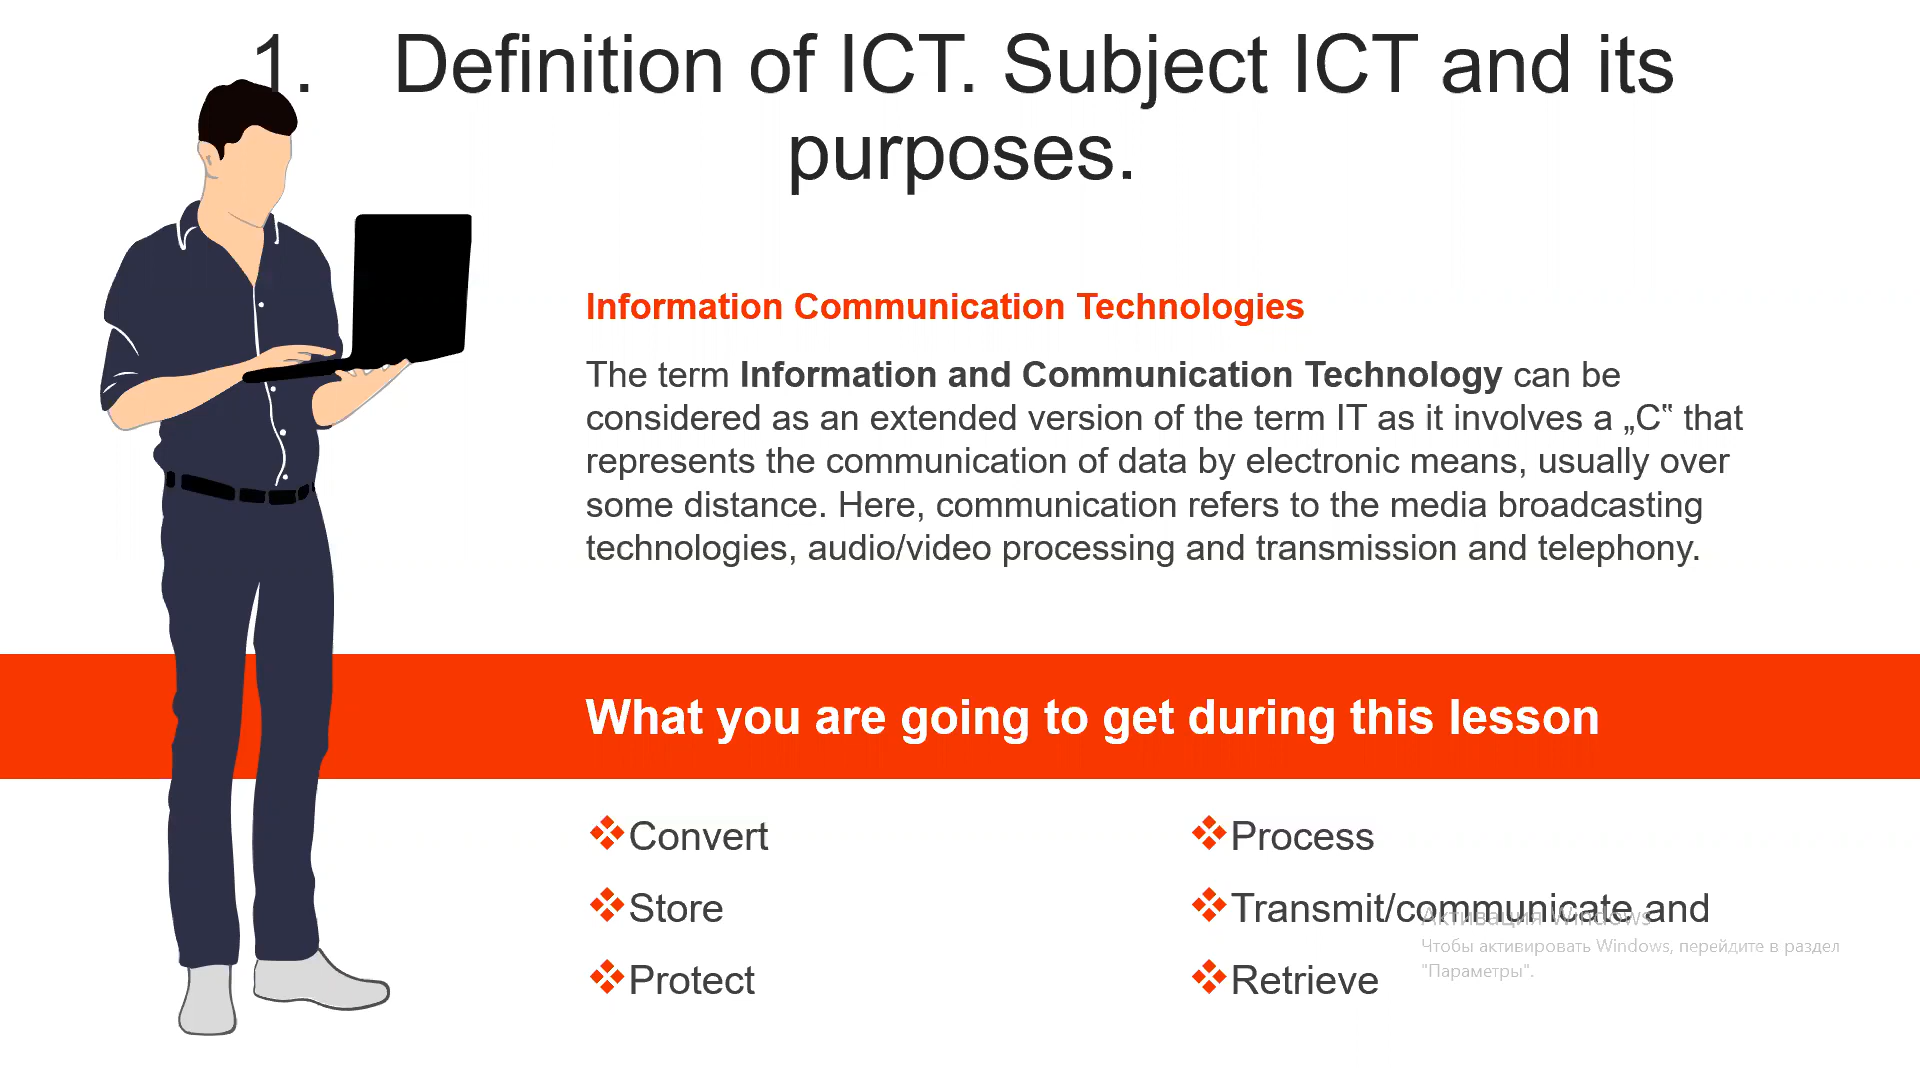 1. Definition of ICT. Subject ICT and its
purposes.
Information Communication Technologies
The term Information and Communication Technology can be
considered as an extended version of the term IT as it involves a „C‟ that
represents the communication of data by electronic means, usually over
some distance. Here, communication refers to the media broadcasting
technologies, audio/video processing and transmission and telephony.
What you are going to get during this lesson
❖Convert
❖Store
❖Protect
❖Process
❖Transmit/communicate and
❖Retrieve
Активация Windows
Чтобы активировать Windows, перейдите в раздел
"Параметры".